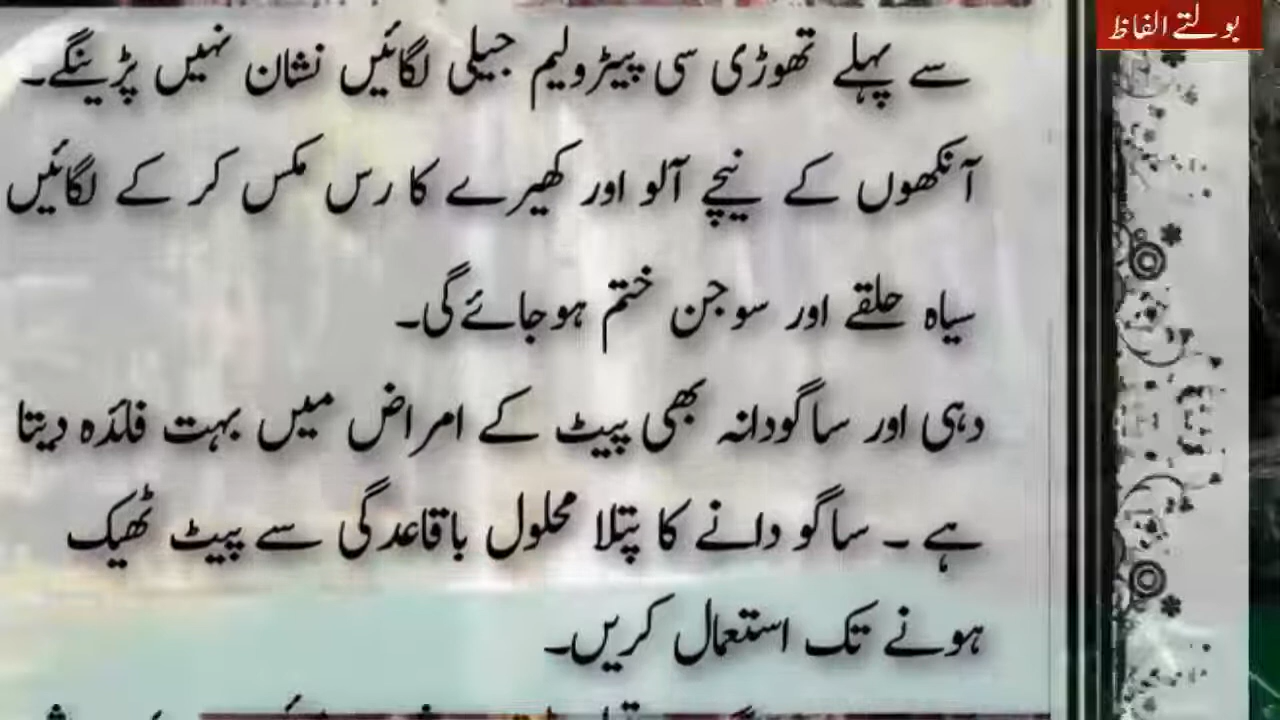 بولتے الفاظ
سے پہلے تھوڑی سی پیٹرولیم جیلی لگائیں نشان نہیں پڑینگے۔
آنکھوں کے نیچے آلو اور کھیرے کا رس مکس کر کے لگائیں
سیاہ حلقے اور سوجن ختم ہوجائے گی۔
دہی اور ساگودانہ بھی پیٹ کے امراض میں بہت فائدہ دیتا
ہے ۔ ساگو دانے کا پتلا محلول باقاعدگی سے پیٹ ٹھیک
ہونے تک استعمال کریں۔